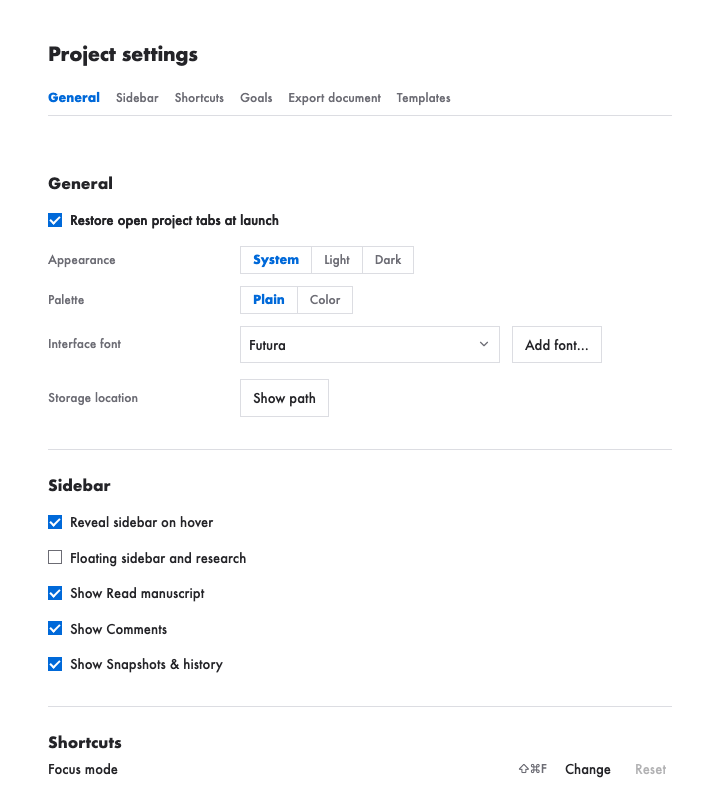 Project settings
General Sidebar Shortcuts Goals Export document Templates
General
Restore open project tabs at launch
Appearance System Light Dark
Palette Plain Color
Interface font Futura Add font...
Storage location Show path
Sidebar
Reveal sidebar on hover
Floating sidebar and research
Show Read manuscript
Show Comments
Show Snapshots & history
Shortcuts
Focus mode ⇧⌘F Change Reset